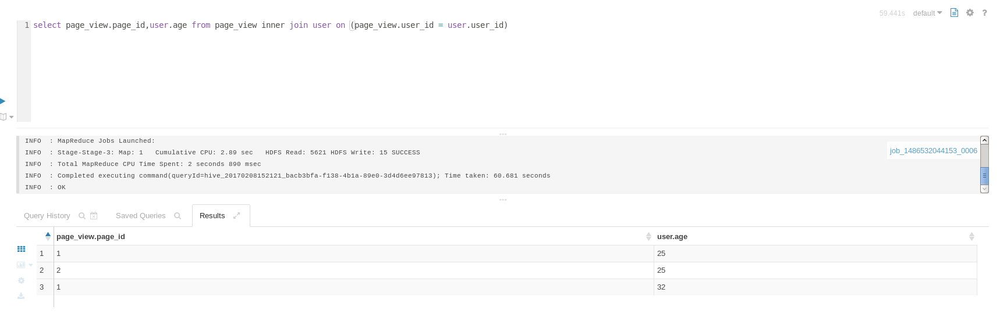 59.441s default ?
1 select page_view.page_id,user.age from page_view inner join user on (page_view.user_id = user.user_id)
INFO  : MapReduce Jobs Launched:
INFO  : Stage-Stage-3: Map: 1   Cumulative CPU: 2.89 sec   HDFS Read: 5621 HDFS Write: 15 SUCCESS
job_1486532044153_0006
INFO  : Total MapReduce CPU Time Spent: 2 seconds 890 msec
INFO  : Completed executing command(queryId=hive_20170208152121_bacb3bfa-f138-4b1a-89e0-3d4d6ee97813); Time taken: 60.681 seconds
INFO  : OK
Query History Saved Queries Results
page_view.page_id user.age
1 1 25
2 2 25
3 1 32